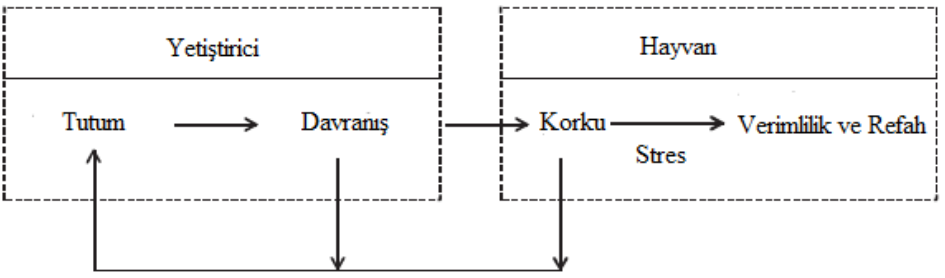 Yetiştirici
Hayvan
Tutum
Davranış
Korku
Stres
Verimlilik ve Refah